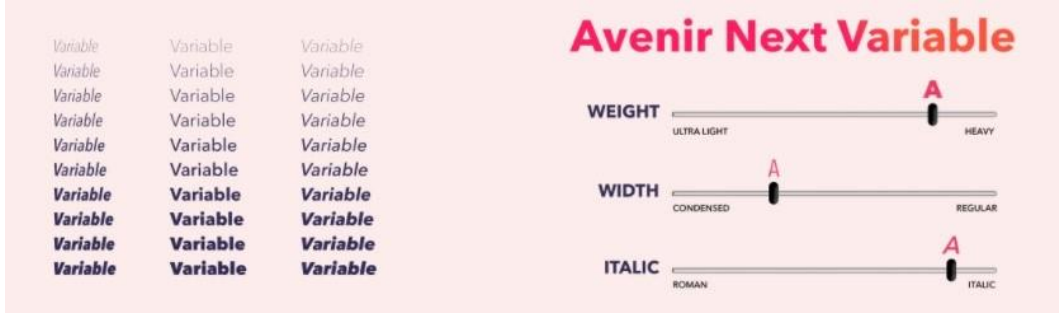 Variable Variable Variable
Variable Variable Variable
Variable Variable Variable
Variable Variable Variable
Variable Variable Variable
Variable Variable Variable
Variable Variable Variable
Variable Variable Variable
Variable Variable Variable
Variable Variable Variable
Avenir Next Variable
A
WEIGHT
ULTRA LIGHT HEAVY
A
WIDTH
CONDENSED REGULAR
A
ITALIC
ROMAN ITALIC